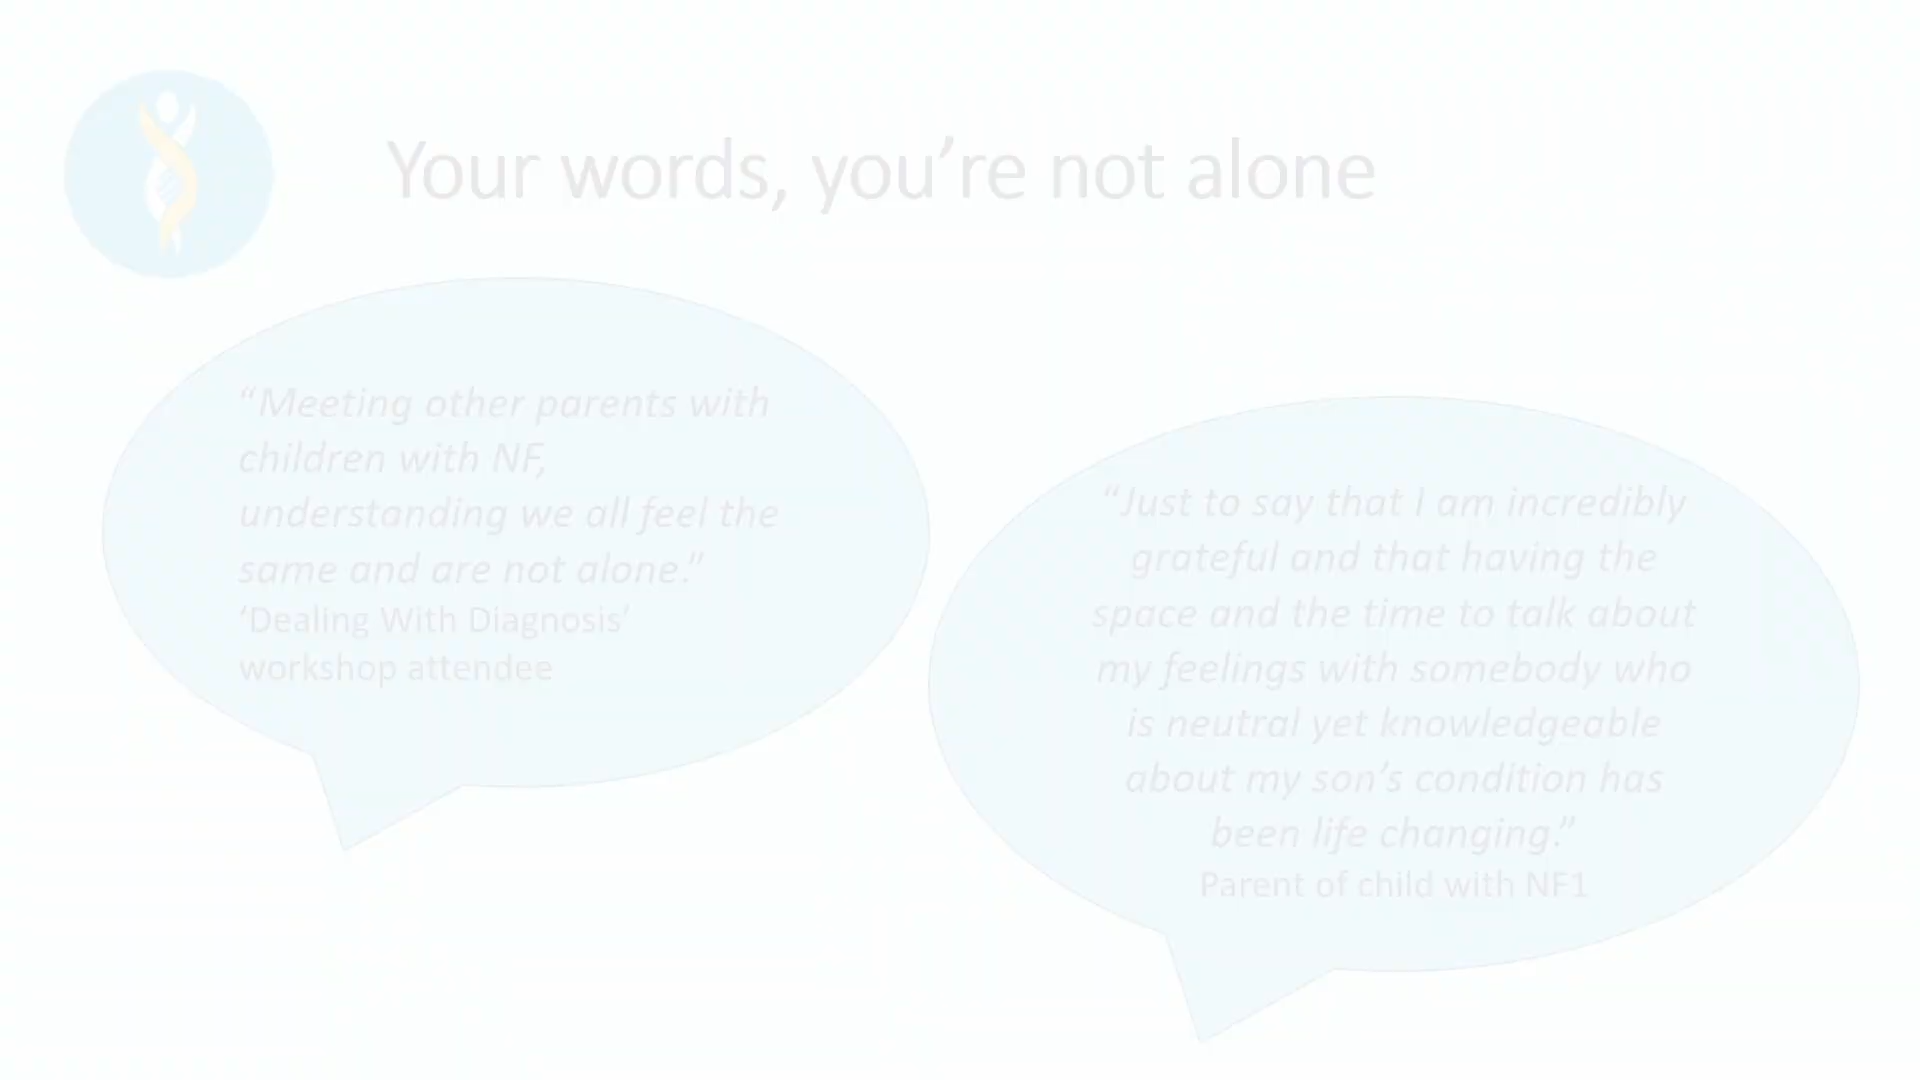 Your words, you’re not alone
“Meeting other parents with
children with NF,
understanding we all feel the
same and are not alone.”
‘Dealing With Diagnosis’
workshop attendee
“Just to say that I am incredibly
grateful and that having the
space and the time to talk about
my feelings with somebody who
is neutral yet knowledgeable
about my son’s condition has
been life changing.”
Parent of child with NF1